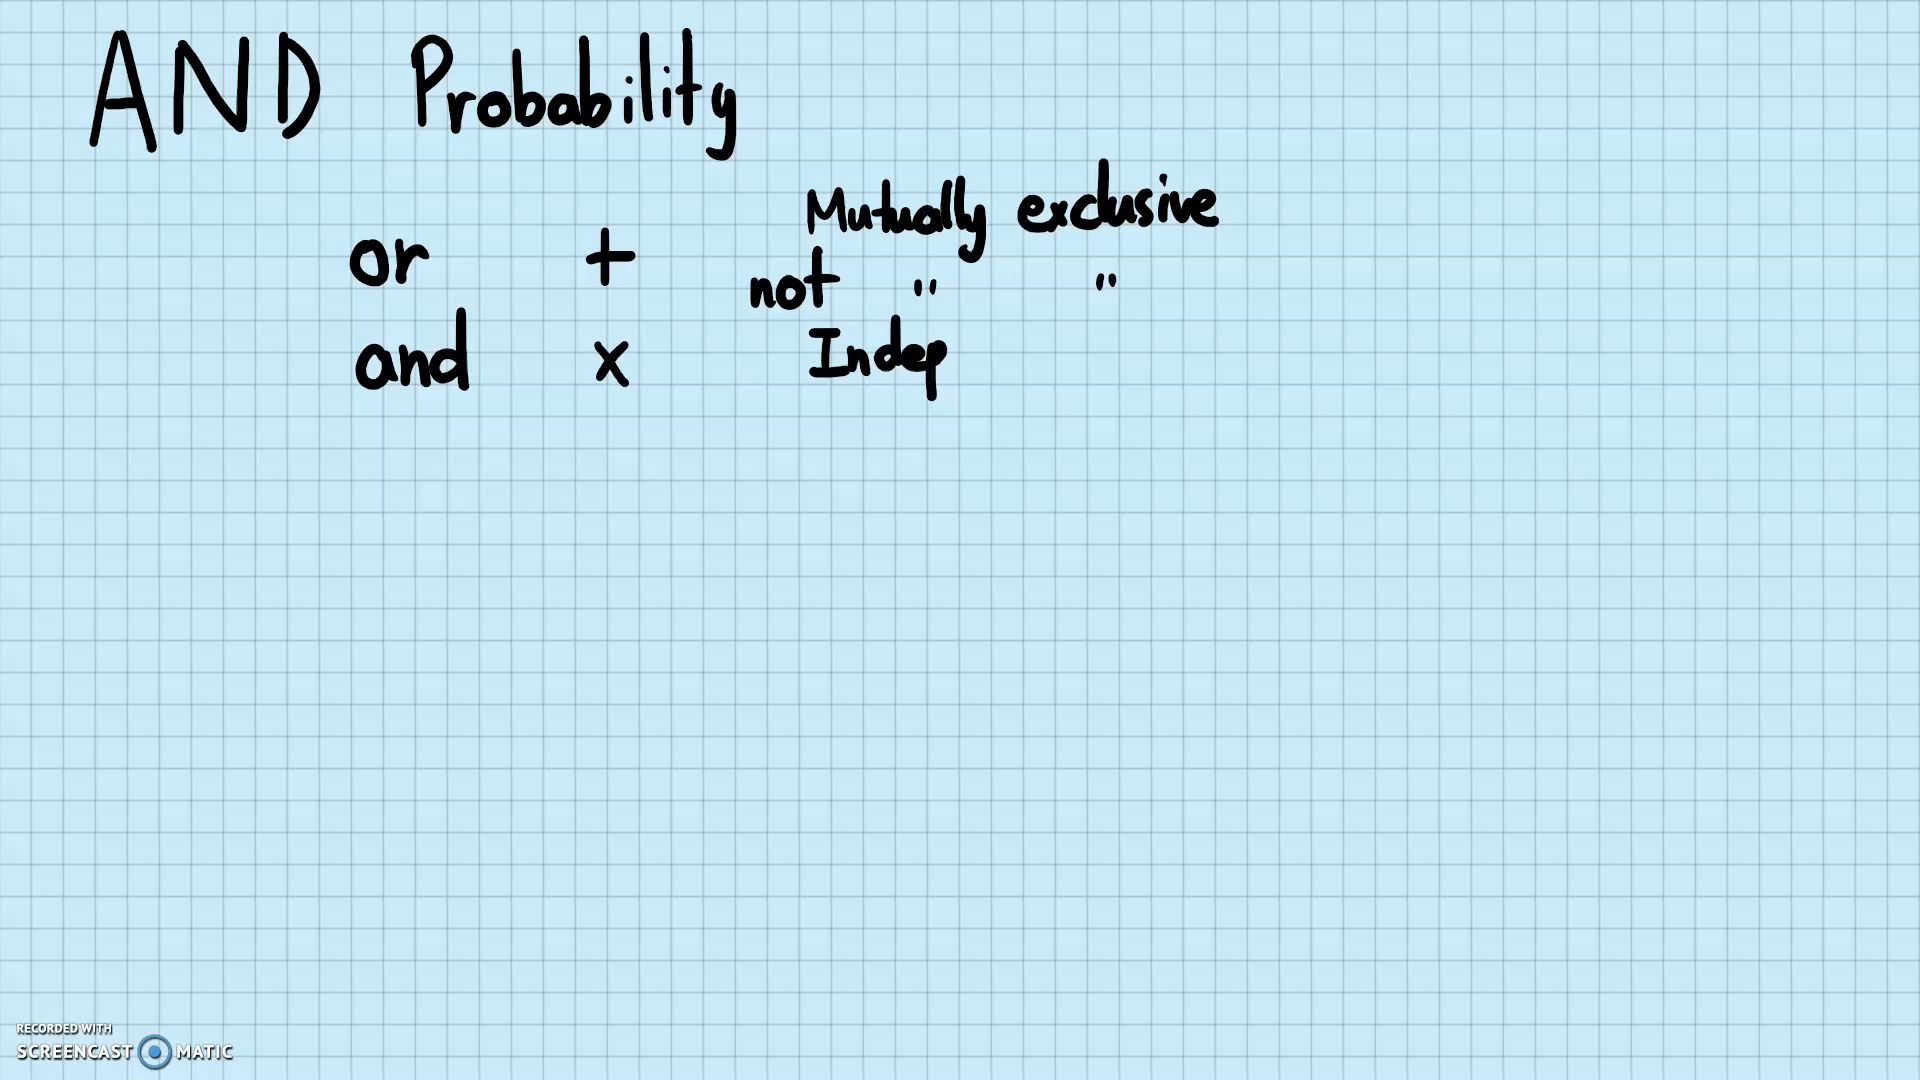 AND Probability
or + Mutually exclusive
not " "
and x Indep
RECORDED WITH
SCREENCAST MATIC